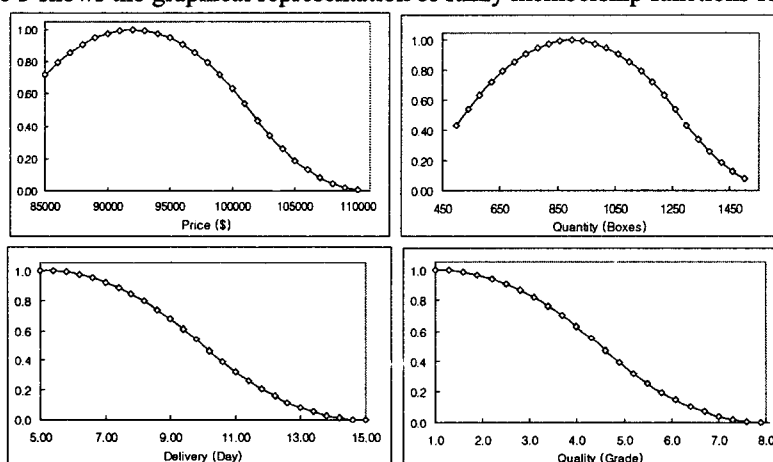 shows the graphical representation of fuzzy membership functions
1.00
0.80
0.60
0.40
0.20
0.00
85000 90000 95000 100000 105000 110000
Price ($)
1.00
0.80
0.60
0.40
0.20
0.00
450 650 850 1050 1250 1450
Quantity (Boxes)
1.0
0.8
0.6
0.4
0.2
0.0
5.00 7.00 9.00 11.00 13.00 15.00
Delivery (Day)
1.0
0.8
0.6
0.4
0.2
0.0
1.0 2.0 3.0 4.0 5.0 6.0 7.0 8.0
Quality (Grade)